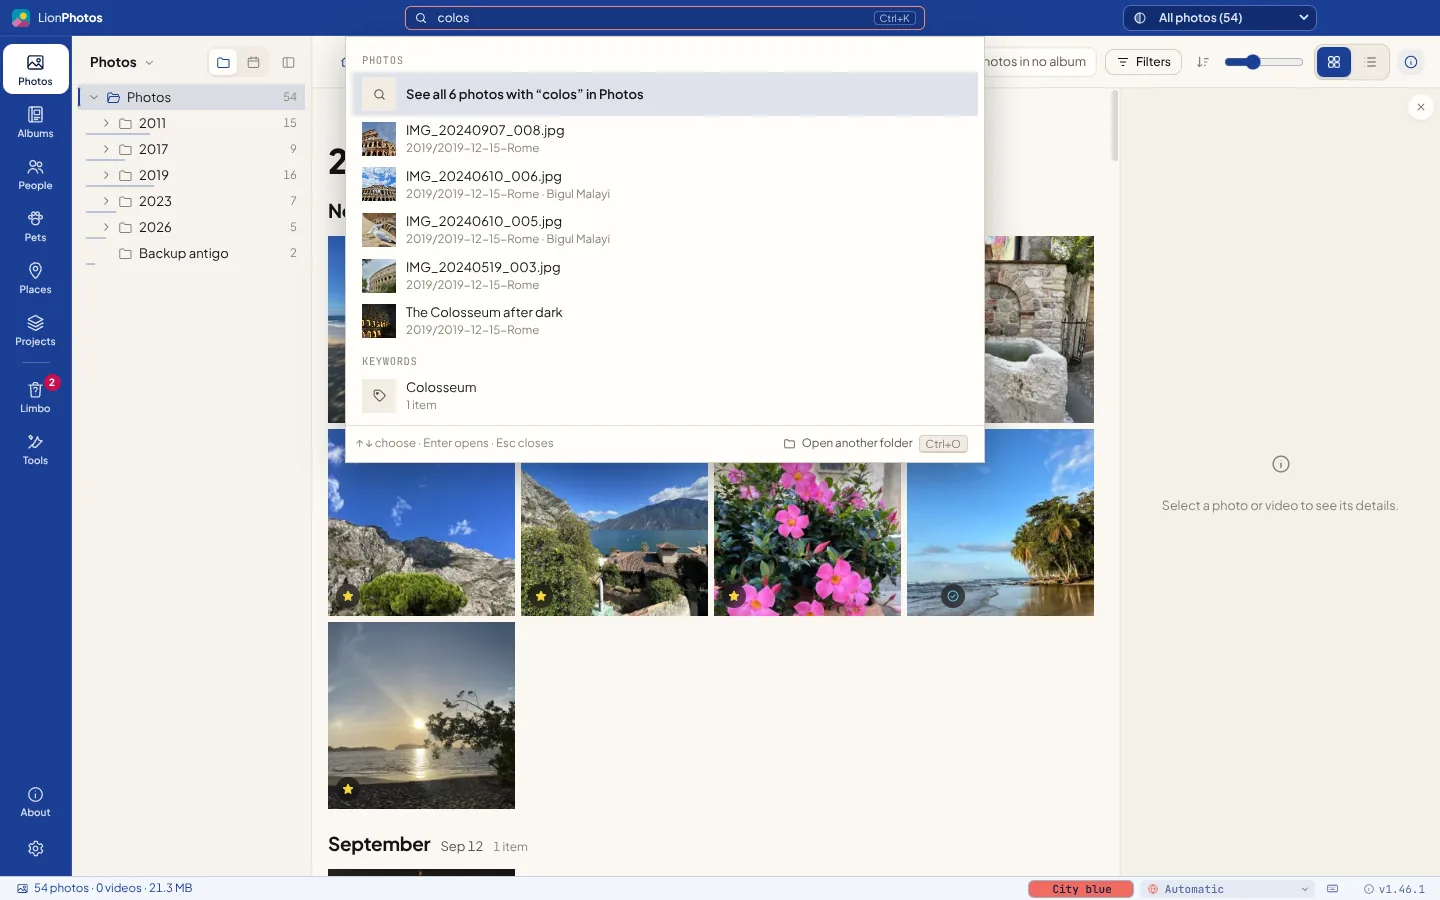 LionPhotos
colos
Ctrl+K
All photos (54)
Photos
Albums
People
Pets
Places
Projects
2
Limbo
Tools
About
Photos
Photos 54
2011 15
2017 9
2019 16
2023 7
2026 5
Backup antigo 2
PHOTOS
See all 6 photos with “colos” in Photos
IMG_20240907_008.jpg
2019/2019-12-15-Rome
IMG_20240610_006.jpg
2019/2019-12-15-Rome · Bigul Malayi
IMG_20240610_005.jpg
2019/2019-12-15-Rome · Bigul Malayi
IMG_20240519_003.jpg
2019/2019-12-15-Rome
The Colosseum after dark
2019/2019-12-15-Rome
KEYWORDS
Colosseum
1 item
↑↓ choose · Enter opens · Esc closes
Open another folder Ctrl+O
in no album
Filters
Select a photo or video to see its details.
September Sep 12 1 item
54 photos · 0 videos · 21.3 MB
City blue
Automatic
v1.46.1